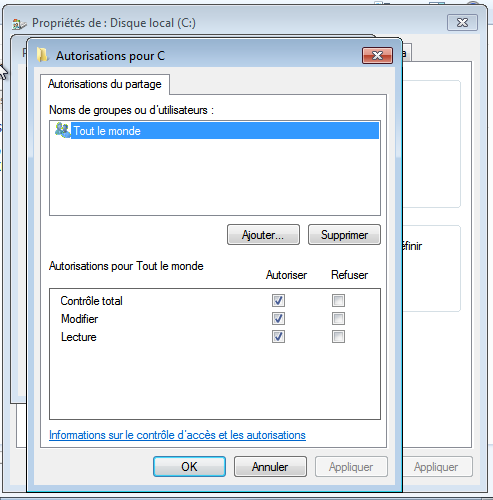 Propriétés de : Disque local (C:)
Autorisations pour C
Autorisations du partage
Noms de groupes ou d'utilisateurs :
Tout le monde
Ajouter... Supprimer
éfinir
Autorisations pour Tout le monde Autoriser Refuser
Contrôle total
Modifier
Lecture
Informations sur le contrôle d'accès et les autorisations
OK Annuler Appliquer Appliquer